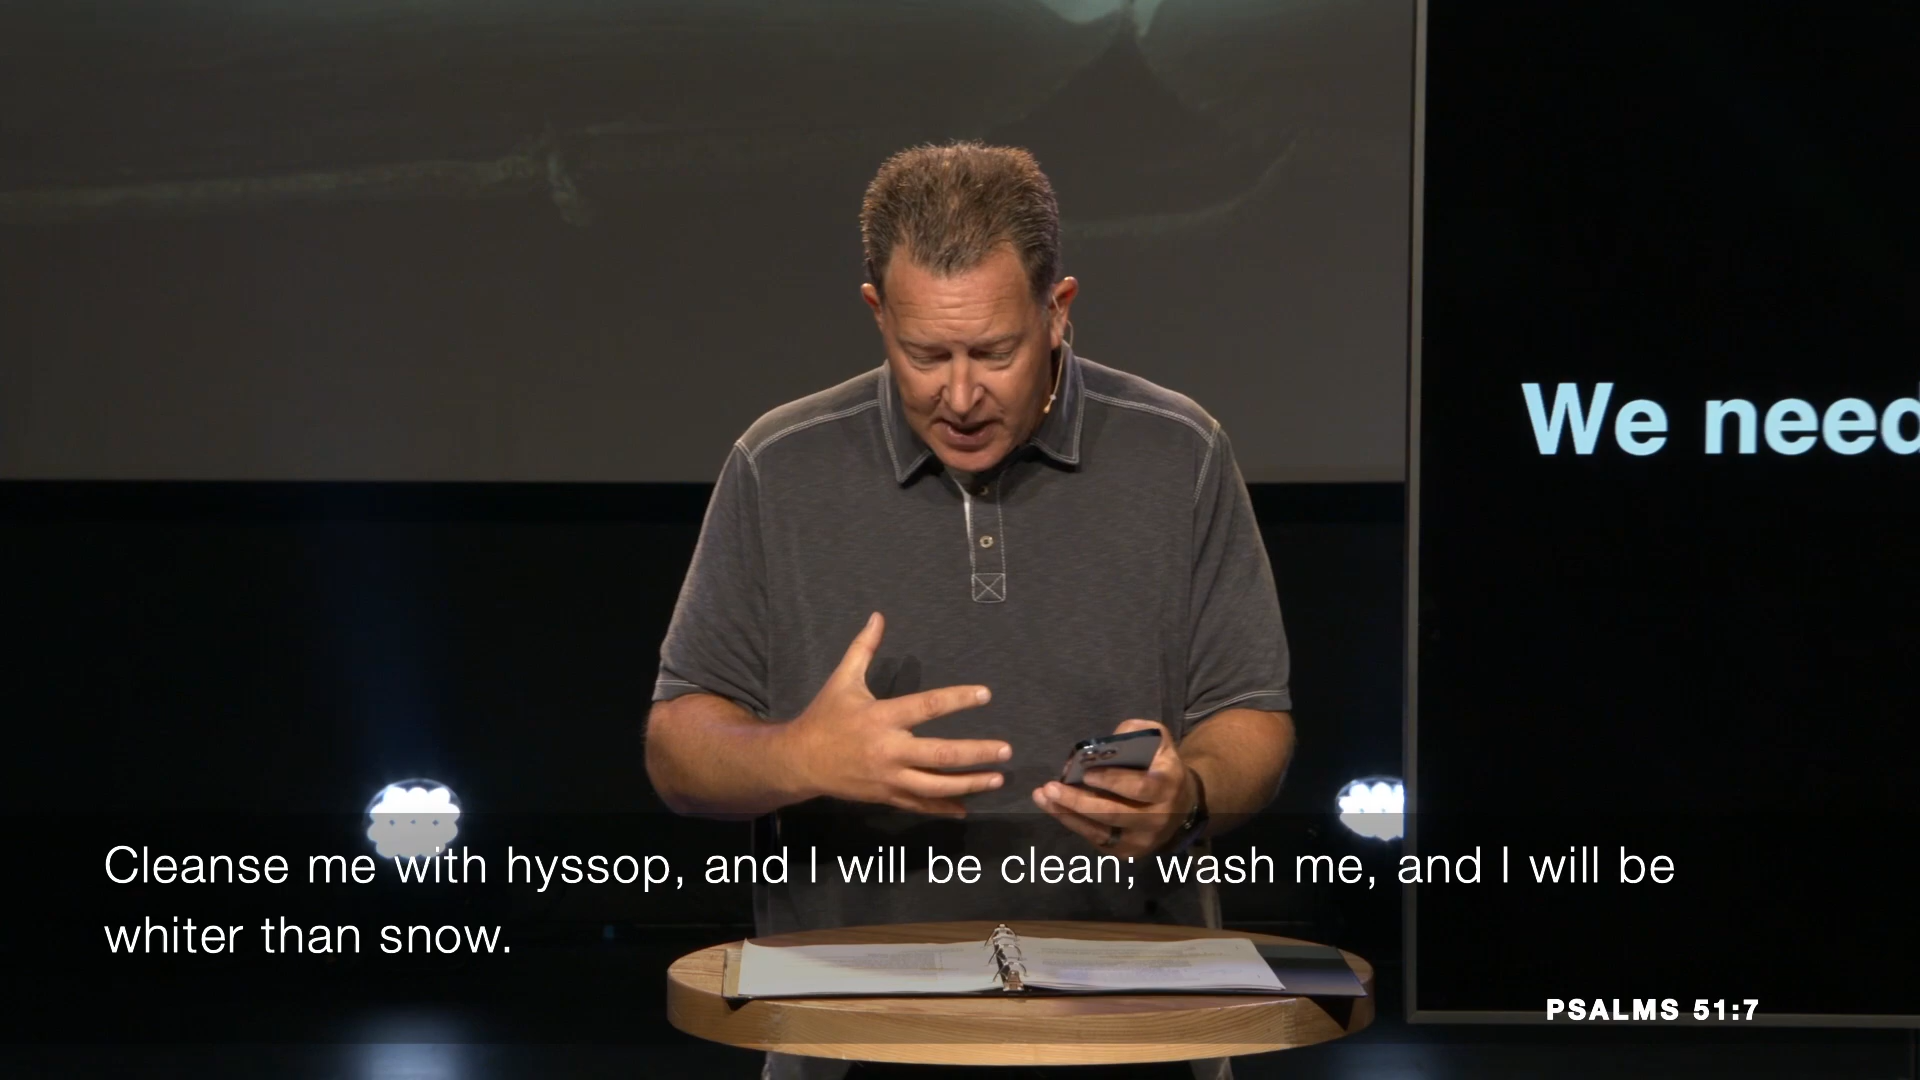 We need
Cleanse me with hyssop, and I will be clean; wash me, and I will be
whiter than snow.
PSALMS 51:7